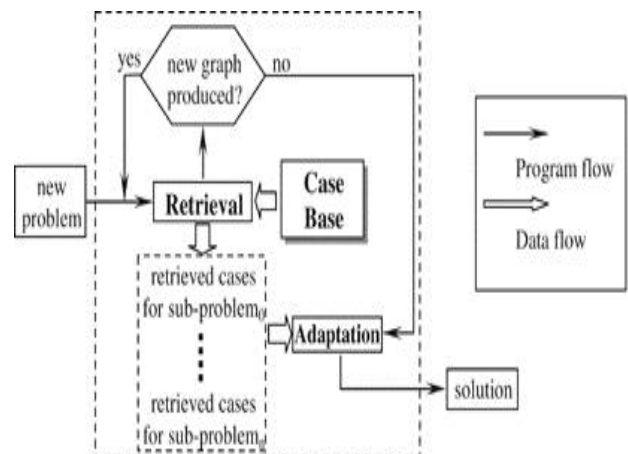 yes
new graph
produced?
no
new
problem
Retrieval
Case
Base
retrieved cases
for sub-problem₀
Adaptation
retrieved cases
for sub-problem
solution
Program flow
Data flow